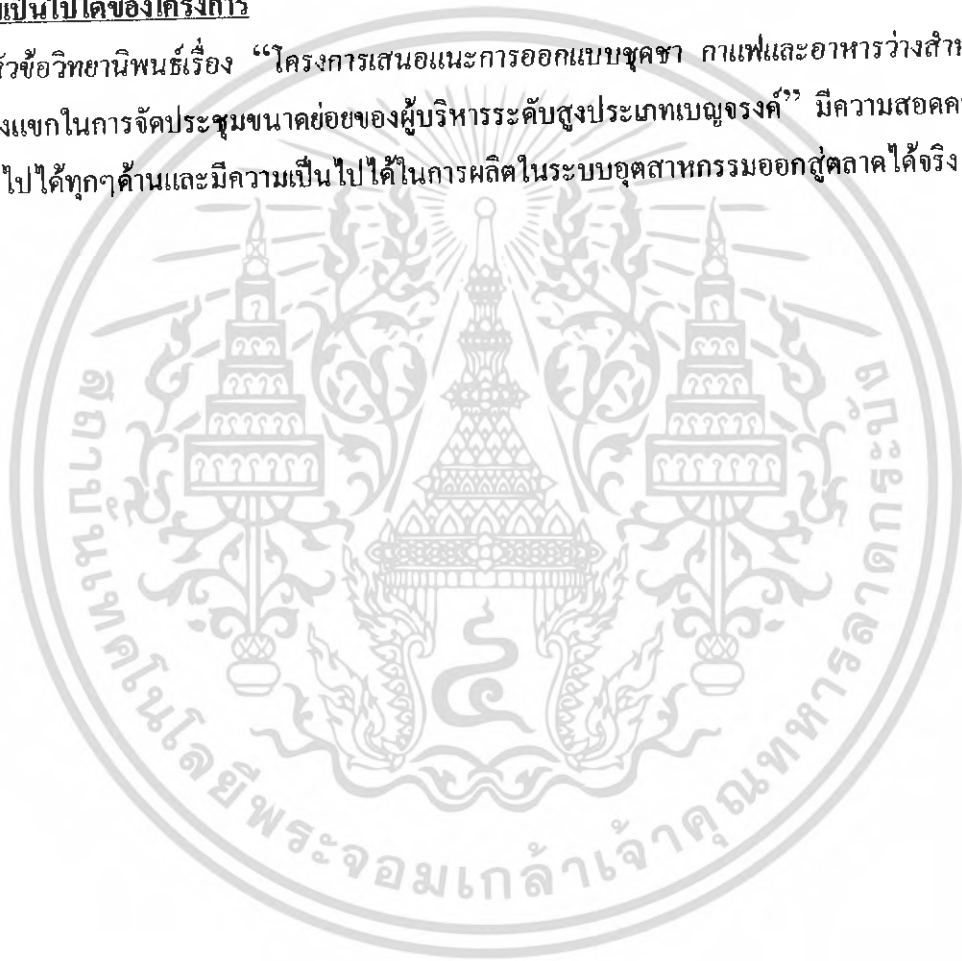 เป็นไปได้ของโครงการ
หัวข้อวิทยานิพนธ์เรื่อง “โครงการเสนอแนะการออกแบบชุดชา กาแฟและอาหารว่างสำห
งแขกในการจัดประชุมขนาดย่อยของผู้บริหารระดับสูงประเภทเบญจรงค์” มีความสอดคล
ไปได้ทุกๆด้านและมีความเป็นไปได้ในการผลิตในระบบอุตสาหกรรมออกสู่ตลาดได้จริง
สถาบันเทคโนโลยีพระจอมเกล้าเจ้าคุณทหารลาดกระบัง